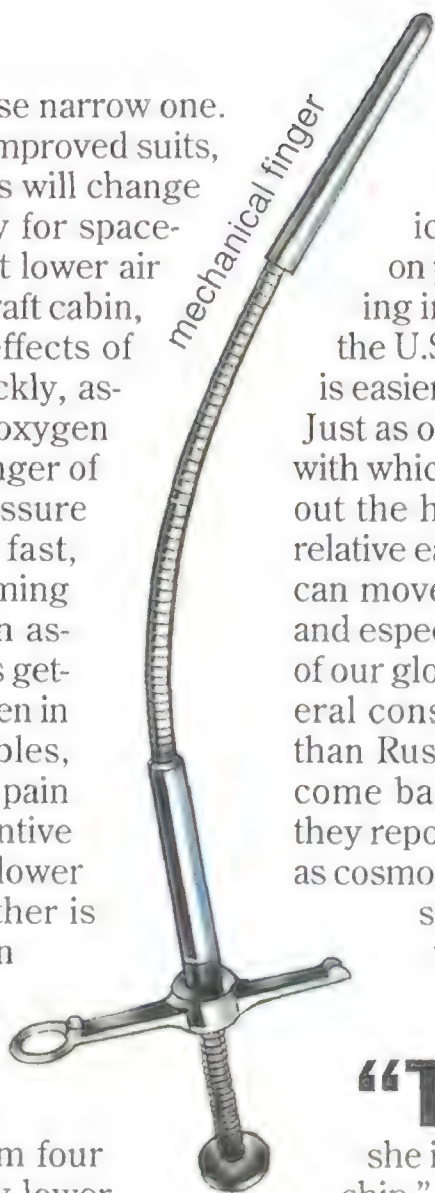 se narrow one.
mproved suits,
s will change
y for space-
t lower air
raft cabin,
effects of
ckly, as-
oxygen
nger of
ssure
fast,
ming
n as-
s get-
en in
bles,
pain
ntive
lower
ther is
n
m four
y lower
mechanical finger
ic
on
ing i
the U.S
is easier
Just as o
with whic
out the h
relative ea
can move
and espec
of our glo
eral cons
than Rus
come ba
they repo
as cosmo
s
“T
she i
ship.”